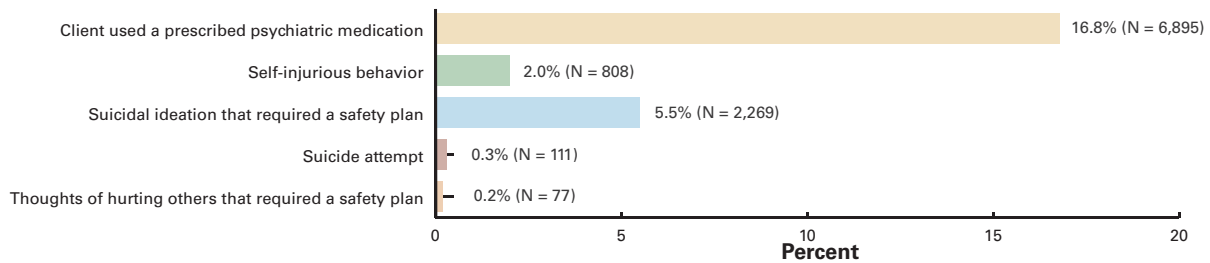 Client used a prescribed psychiatric medication 16.8% (N = 6,895)
Self-injurious behavior 2.0% (N = 808)
Suicidal ideation that required a safety plan 5.5% (N = 2,269)
Suicide attempt 0.3% (N = 111)
Thoughts of hurting others that required a safety plan 0.2% (N = 77)
0 5 10 15 20
Percent